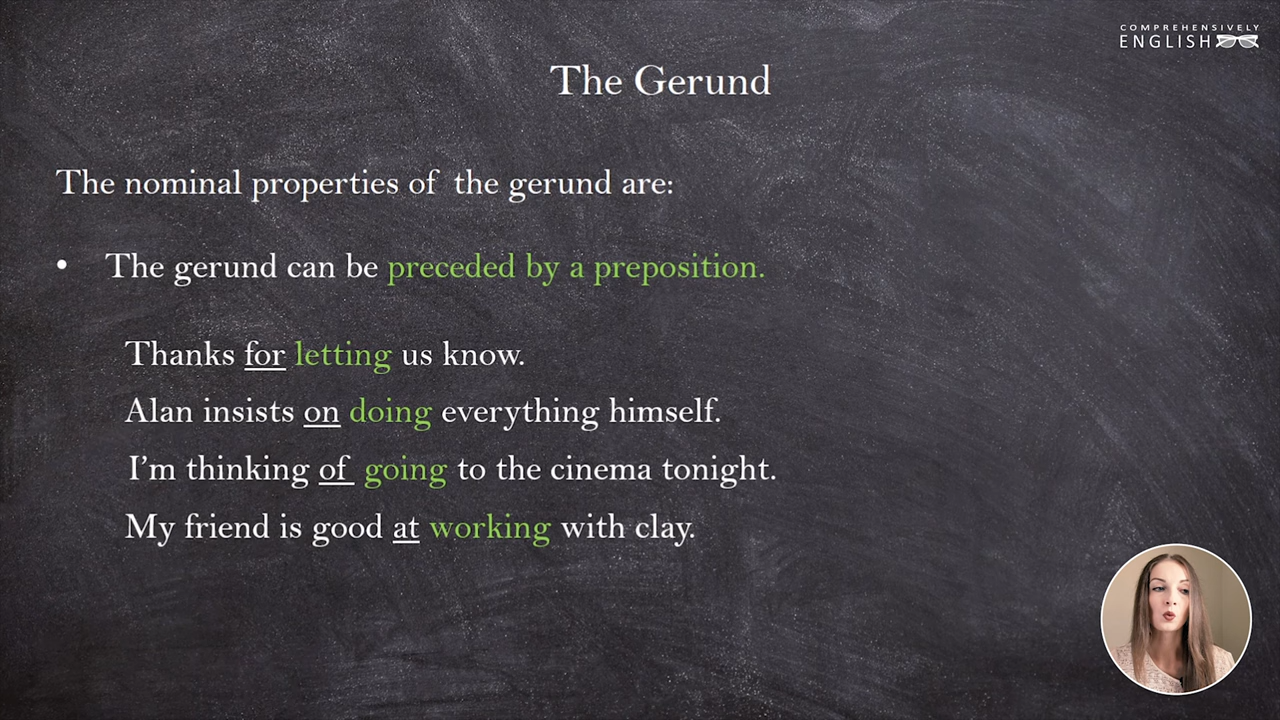 COMPREHENSIVELY
ENGLISH
The Gerund
The nominal properties of the gerund are:
• The gerund can be preceded by a preposition.
Thanks for letting us know.
Alan insists on doing everything himself.
I'm thinking of going to the cinema tonight.
My friend is good at working with clay.